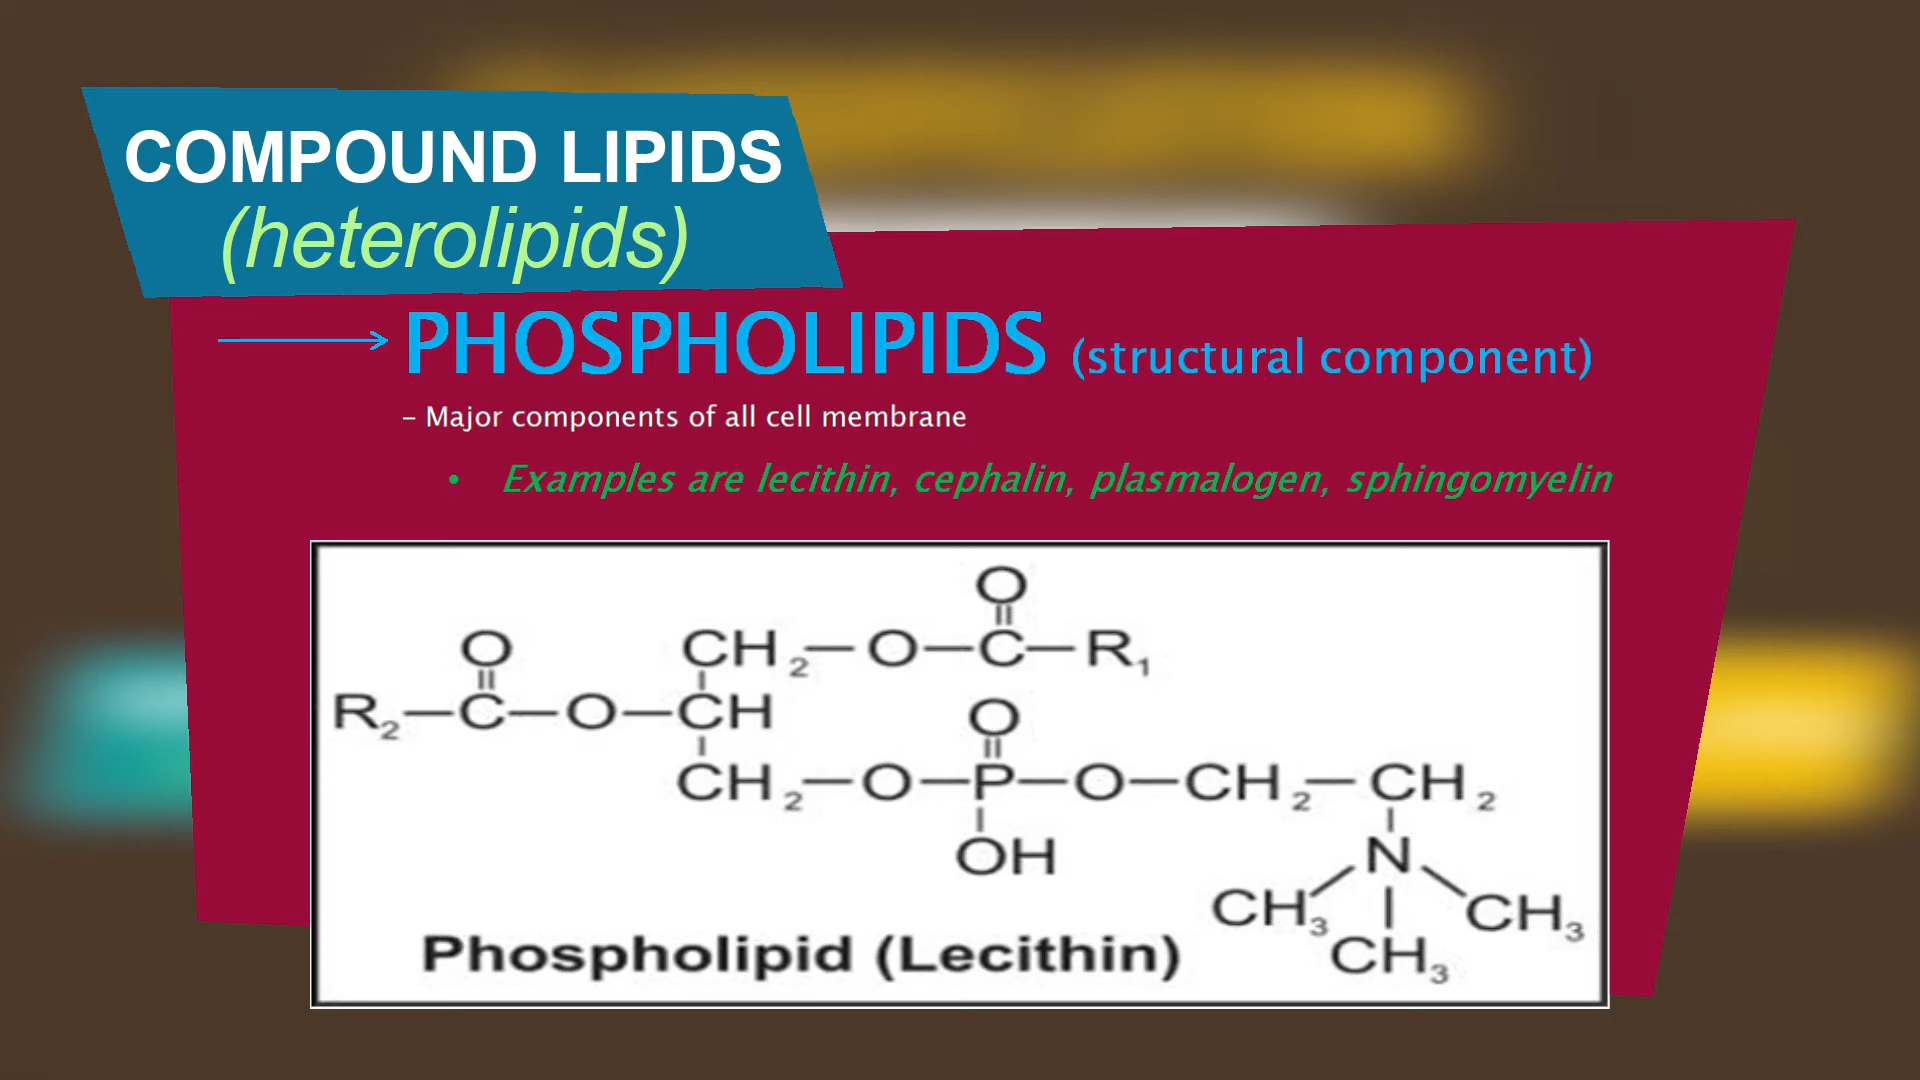 COMPOUND LIPIDS
(heterolipids)
PHOSPHOLIPIDS (structural component)
– Major components of all cell membrane
• Examples are lecithin, cephalin, plasmalogen, sphingomyelin
O
O CH₂—O—C—R₁
R₂—C—O—CH O
CH₂—O—P—O—CH₂—CH₂
OH N
CH₃ CH₃
Phospholipid (Lecithin) CH₃